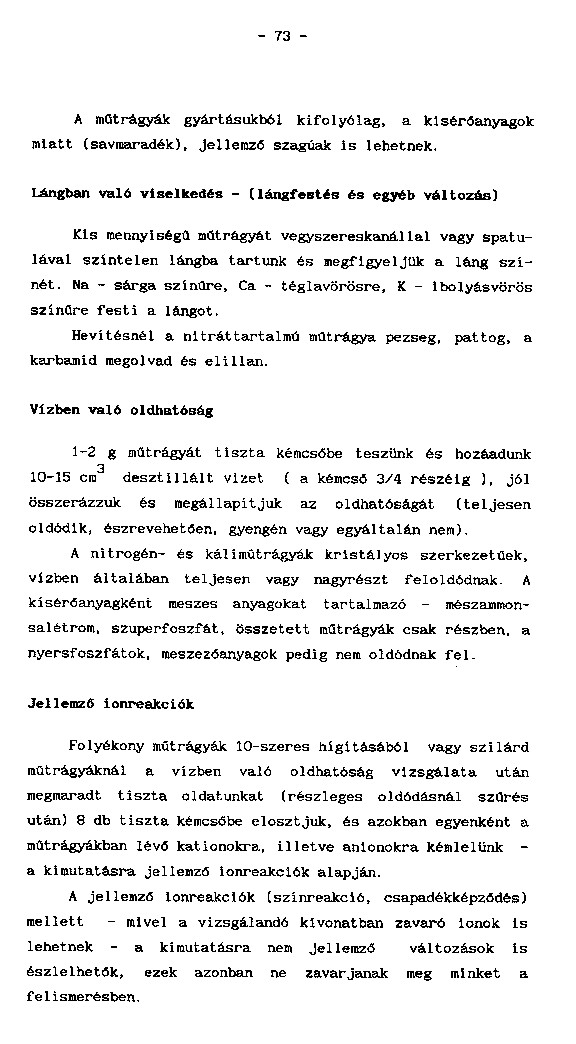 - 73 -
A műtrágyák gyártásukból kifolyólag, a kísérőanyagok
miatt (savmaradék), jellemző szagúak is lehetnek.
Lángban való viselkedés - (lángfestés és egyéb változás)
Kis mennyiségű műtrágyát vegyszereskanállal vagy spatu-
lával színtelen lángba tartunk és megfigyeljük a láng szí-
nét. Na - sárga színűre, Ca - téglavörösre, K - ibolyásvörös
színűre festi a lángot.
Hevítésnél a nitráttartalmú műtrágya pezseg, pattog, a
karbamid megolvad és elillan.
Vízben való oldhatóság
1-2 g műtrágyát tiszta kémcsőbe teszünk és hozáadunk
10-15 cm³ desztillált vizet ( a kémcső 3/4 részéig ), jól
összerázzuk és megállapítjuk az oldhatóságát (teljesen
oldódik, észrevehetően, gyengén vagy egyáltalán nem).
A nitrogén- és káliműtrágyák kristályos szerkezetűek,
vízben általában teljesen vagy nagyrészt feloldódnak. A
kísérőanyagként meszes anyagokat tartalmazó - mészammon-
salétrom, szuperfoszfát, összetett műtrágyák csak részben, a
nyersfoszfátok, meszezőanyagok pedig nem oldódnak fel.
Jellemző ionreakciók
Folyékony műtrágyák 10-szeres hígításából vagy szilárd
műtrágyáknál a vízben való oldhatóság vizsgálata után
megmaradt tiszta oldatunkat (részleges oldódásnál szűrés
után) 8 db tiszta kémcsőbe elosztjuk, és azokban egyenként a
műtrágyákban lévő kationokra, illetve anionokra kémlelünk -
a kimutatásra jellemző ionreakciók alapján.
A jellemző ionreakciók (színreakció, csapadékképződés)
mellett - mivel a vizsgálandó kivonatban zavaró ionok is
lehetnek - a kimutatásra nem jellemző változások is
észlelhetők, ezek azonban ne zavarjanak meg minket a
felismerésben.